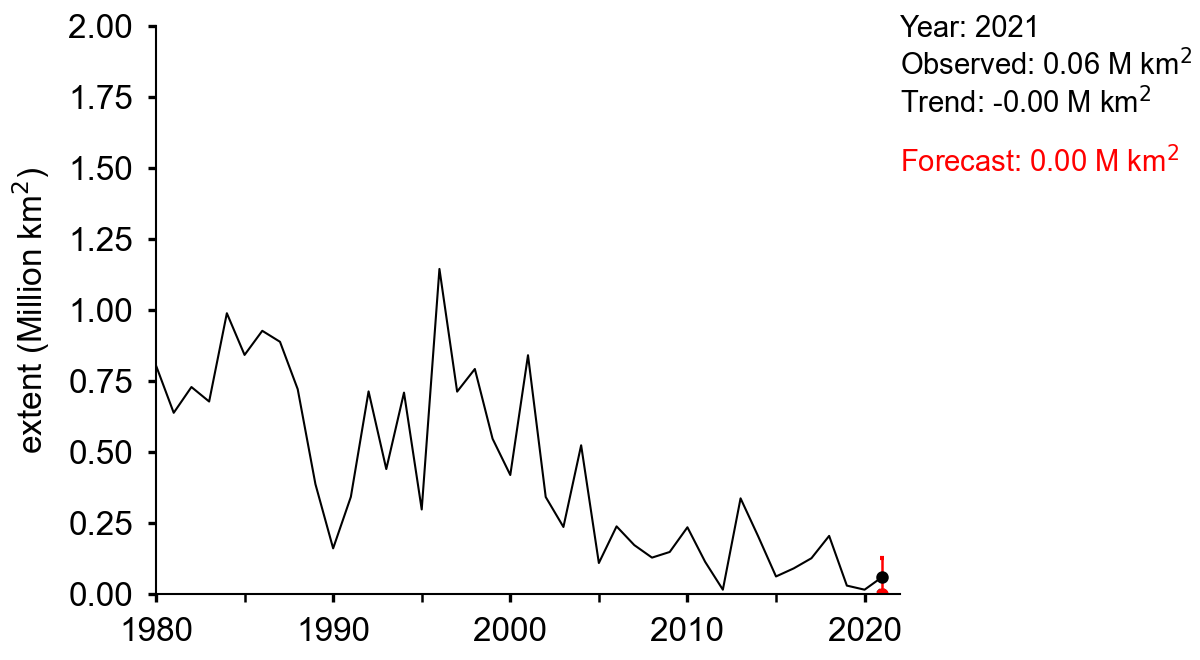 2.00
1.75
1.50
1.25
1.00
0.75
0.50
0.25
0.00
extent (Million km²)
1980
1990
2000
2010
2020
Year: 2021
Observed: 0.06 M km²
Trend: -0.00 M km²
Forecast: 0.00 M km²